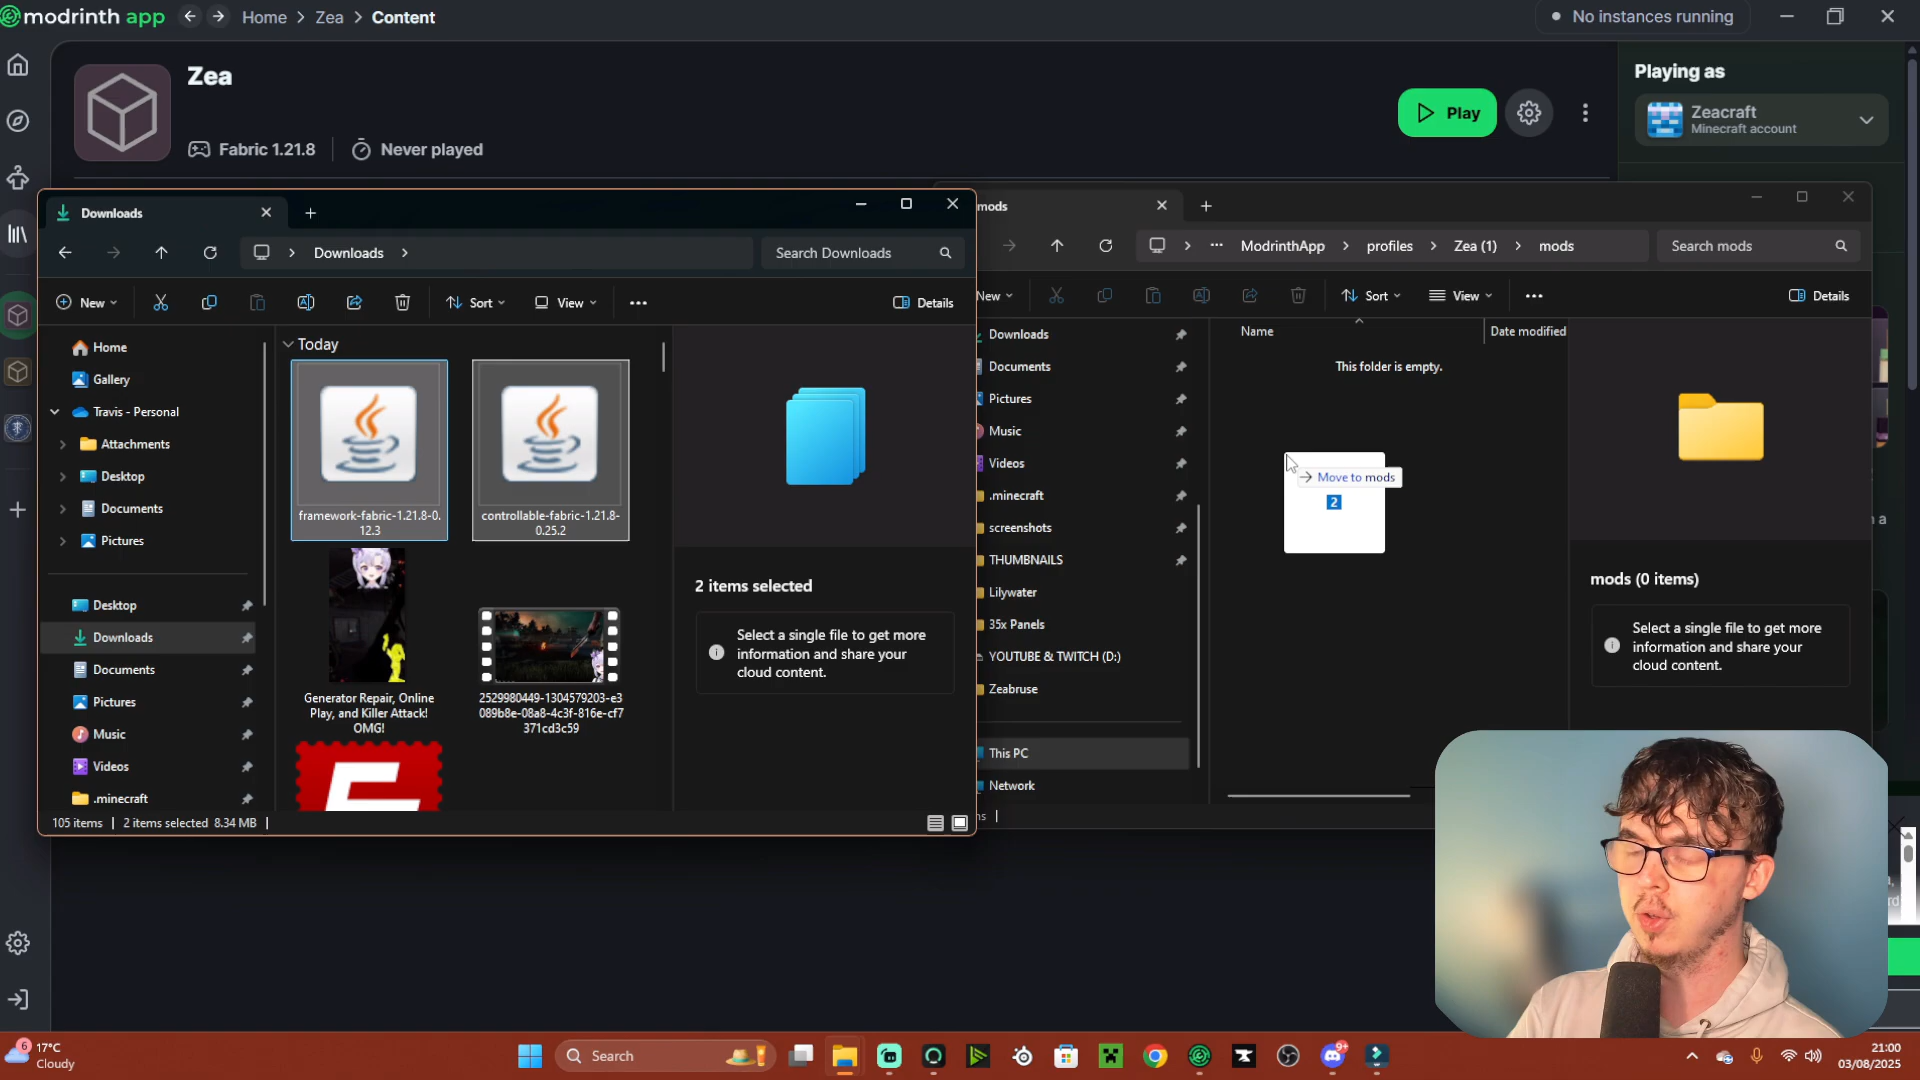 modrinth app
Home > Zea > Content
No instances running
Zea
Fabric 1.21.8
Never played
Play
Playing as
Zeacraft
Minecraft account
Downloads
Downloads
Search Downloads
New
Sort
View
Details
Home
Gallery
Travis - Personal
Attachments
Desktop
Documents
Pictures
Desktop
Downloads
Documents
Pictures
Music
Videos
.minecraft
Today
framework-fabric-1.21.8-0.
12.3
controllable-fabric-1.21.8-
0.25.2
Generator Repair, Online
Play, and Killer Attack!
OMG!
2529980449-1304579203-e3
089b8e-08a8-4c3f-816e-cf7
371cd3c59
2 items selected
Select a single file to get more
information and share your
cloud content.
105 items
2 items selected 8.34 MB
mods
ModrinthApp > profiles > Zea (1) > mods
Search mods
New
Sort
View
Details
Downloads
Documents
Pictures
Music
Videos
.minecraft
screenshots
THUMBNAILS
Lilywater
35x Panels
YOUTUBE & TWITCH (D:)
Zeabruse
This PC
Network
Name
Date modified
This folder is empty.
Move to mods
2
mods (0 items)
Select a single file to get more
information and share your
cloud content.
6
17°C
Cloudy
Search
9+
21:00
03/08/2025